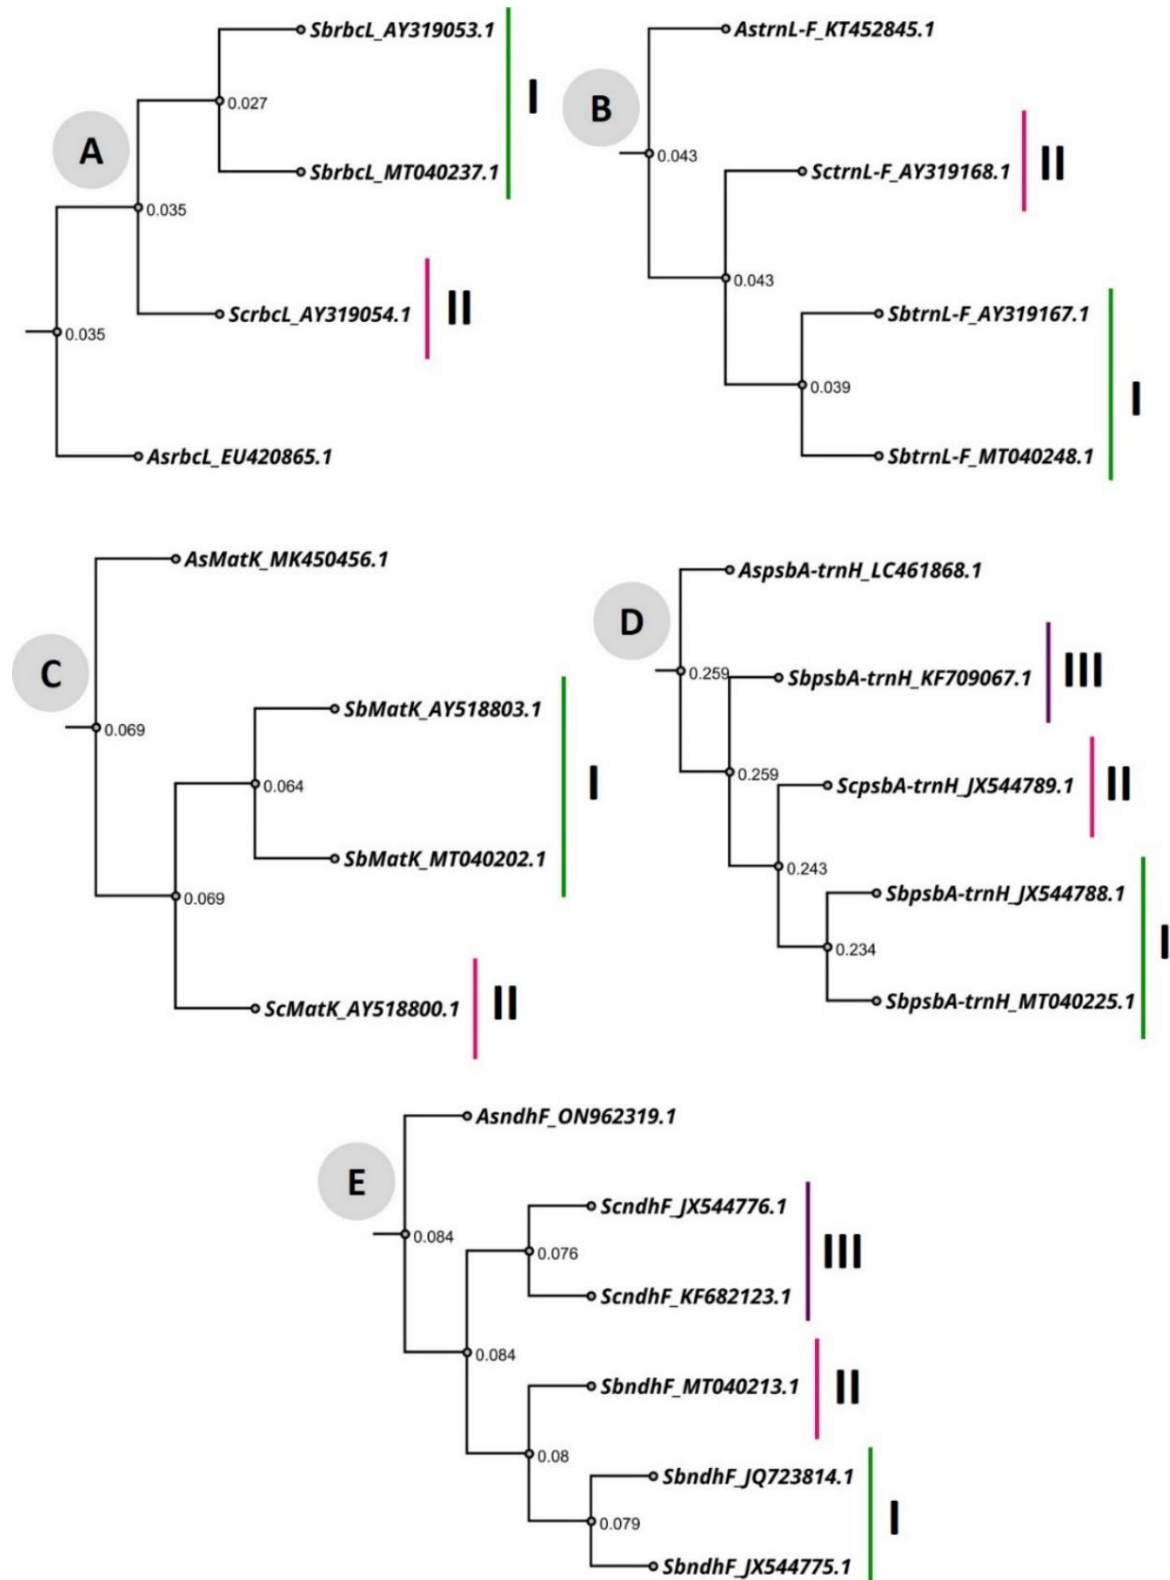 A
SbrbcL_AY319053.1
0.027
I
SbrbcL_MT040237.1
0.035
ScrbcL_AY319054.1
II
0.035
AsrbcL_EU420865.1
B
AstrnL-F_KT452845.1
0.043
SctrnL-F_AY319168.1
II
0.043
SbtrnL-F_AY319167.1
0.039
I
SbtrnL-F_MT040248.1
C
AsMatK_MK450456.1
0.069
SbMatK_AY518803.1
0.064
I
SbMatK_MT040202.1
0.069
ScMatK_AY518800.1
II
D
AspsbA-trnH_LC461868.1
0.259
SbpsbA-trnH_KF709067.1
III
0.259
ScpsbA-trnH_JX544789.1
II
0.243
SbpsbA-trnH_JX544788.1
0.234
I
SbpsbA-trnH_MT040225.1
E
AsndhF_ON962319.1
0.084
ScndhF_JX544776.1
0.076
III
ScndhF_KF682123.1
0.084
SbndhF_MT040213.1
II
0.08
SbndhF_JQ723814.1
0.079
I
SbndhF_JX544775.1